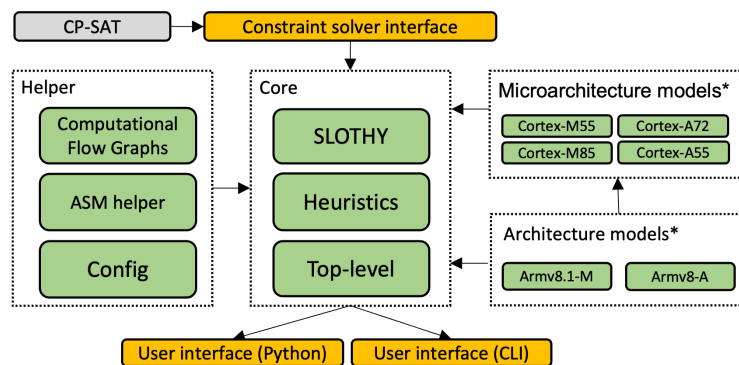 CP-SAT
Constraint solver interface
Helper
Computational
Flow Graphs
ASM helper
Config
Core
SLOTHY
Heuristics
Top-level
Microarchitecture models*
Cortex-M55
Cortex-A72
Cortex-M85
Cortex-A55
Architecture models*
Armv8.1-M
Armv8-A
User interface (Python)
User interface (CLI)